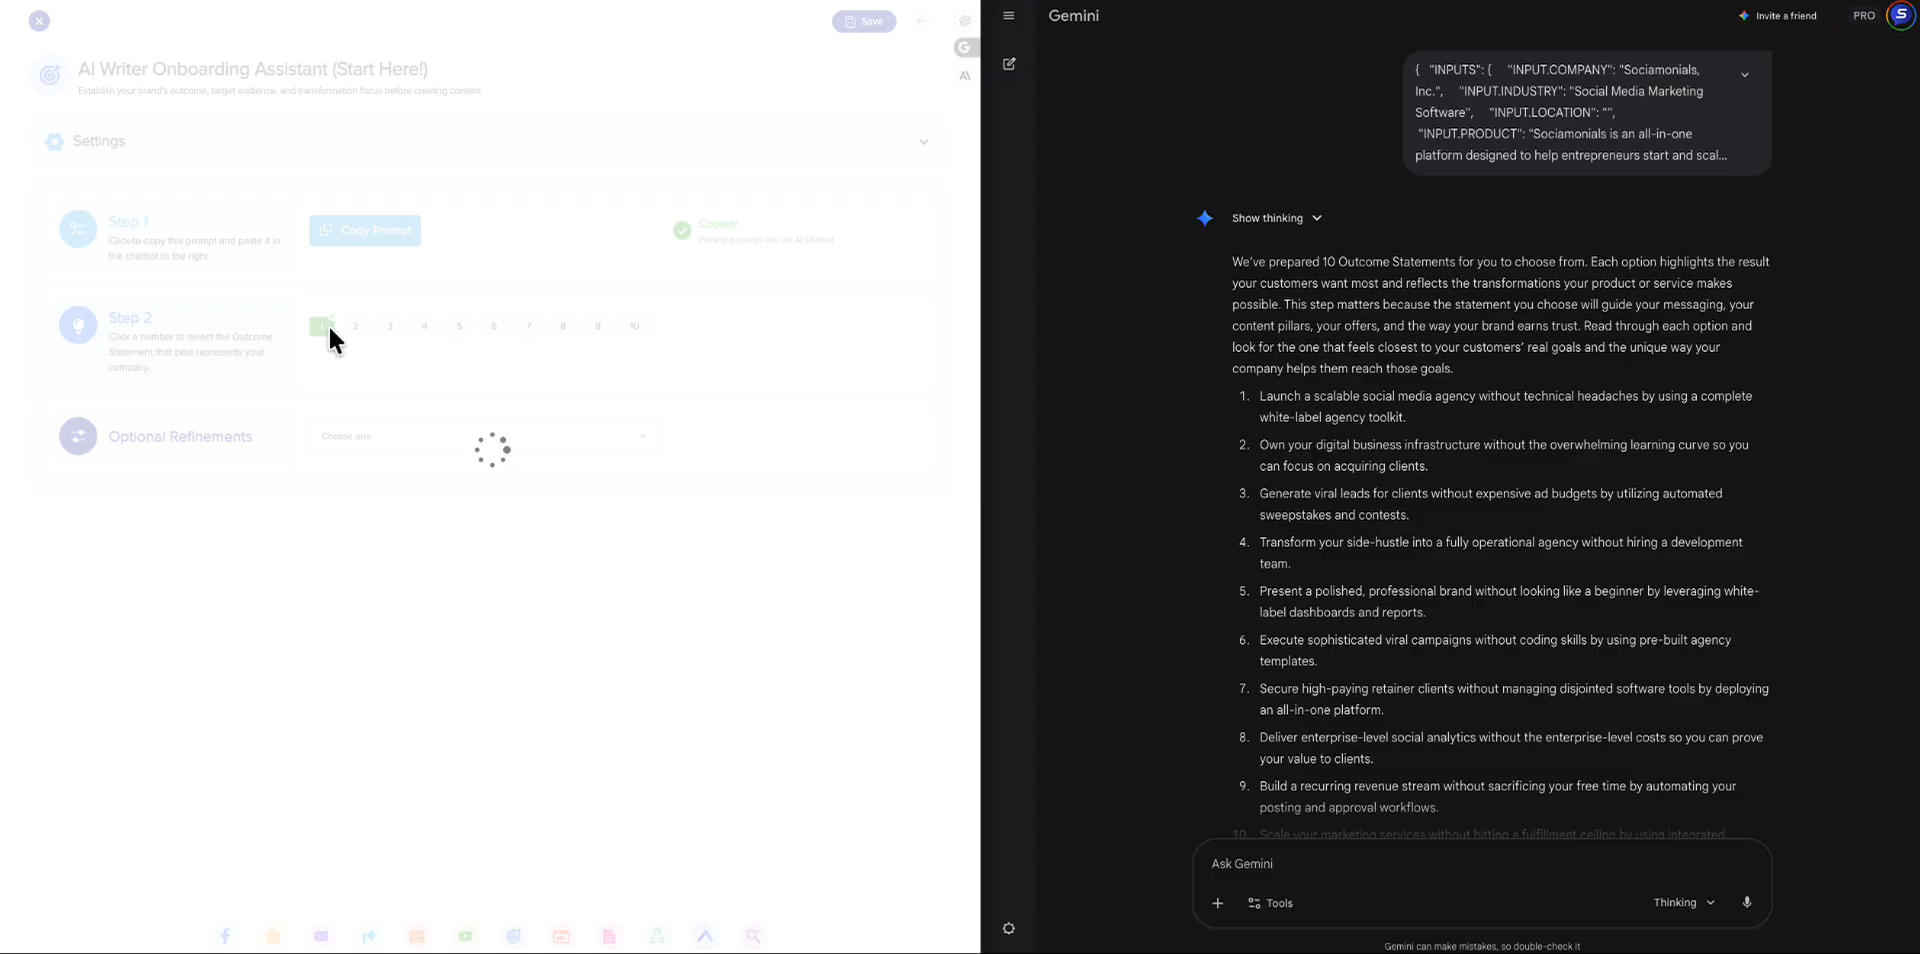 Save
AI Writer Onboarding Assistant (Start Here!)
Establish your brand's outcome, target audience, and transformation focus before creating content
Settings
Step 1
Click-to-copy this prompt and paste it in
the chatbot to the right
Copy Prompt
Copied!
Paste this prompt into the AI Chatbot
Step 2
Click a number to select the Outcome
Statement that best represents your
company.
1 2 3 4 5 6 7 8 9 10
Optional Refinements
Choose one
Gemini
Invite a friend
PRO
S
{ "INPUTS": { "INPUT.COMPANY": "Sociamonials,
Inc.", "INPUT.INDUSTRY": "Social Media Marketing
Software", "INPUT.LOCATION": "",
"INPUT.PRODUCT": "Sociamonials is an all-in-one
platform designed to help entrepreneurs start and scal...
Show thinking
We've prepared 10 Outcome Statements for you to choose from. Each option highlights the result
your customers want most and reflects the transformations your product or service makes
possible. This step matters because the statement you choose will guide your messaging, your
content pillars, your offers, and the way your brand earns trust. Read through each option and
look for the one that feels closest to your customers' real goals and the unique way your
company helps them reach those goals.
1. Launch a scalable social media agency without technical headaches by using a complete
white-label agency toolkit.
2. Own your digital business infrastructure without the overwhelming learning curve so you
can focus on acquiring clients.
3. Generate viral leads for clients without expensive ad budgets by utilizing automated
sweepstakes and contests.
4. Transform your side-hustle into a fully operational agency without hiring a development
team.
5. Present a polished, professional brand without looking like a beginner by leveraging white-
label dashboards and reports.
6. Execute sophisticated viral campaigns without coding skills by using pre-built agency
templates.
7. Secure high-paying retainer clients without managing disjointed software tools by deploying
an all-in-one platform.
8. Deliver enterprise-level social analytics without the enterprise-level costs so you can prove
your value to clients.
9. Build a recurring revenue stream without sacrificing your free time by automating your
posting and approval workflows.
10. Scale your marketing services without hitting a fulfillment ceiling by using integrated
Ask Gemini
Tools
Thinking
Gemini can make mistakes, so double-check it